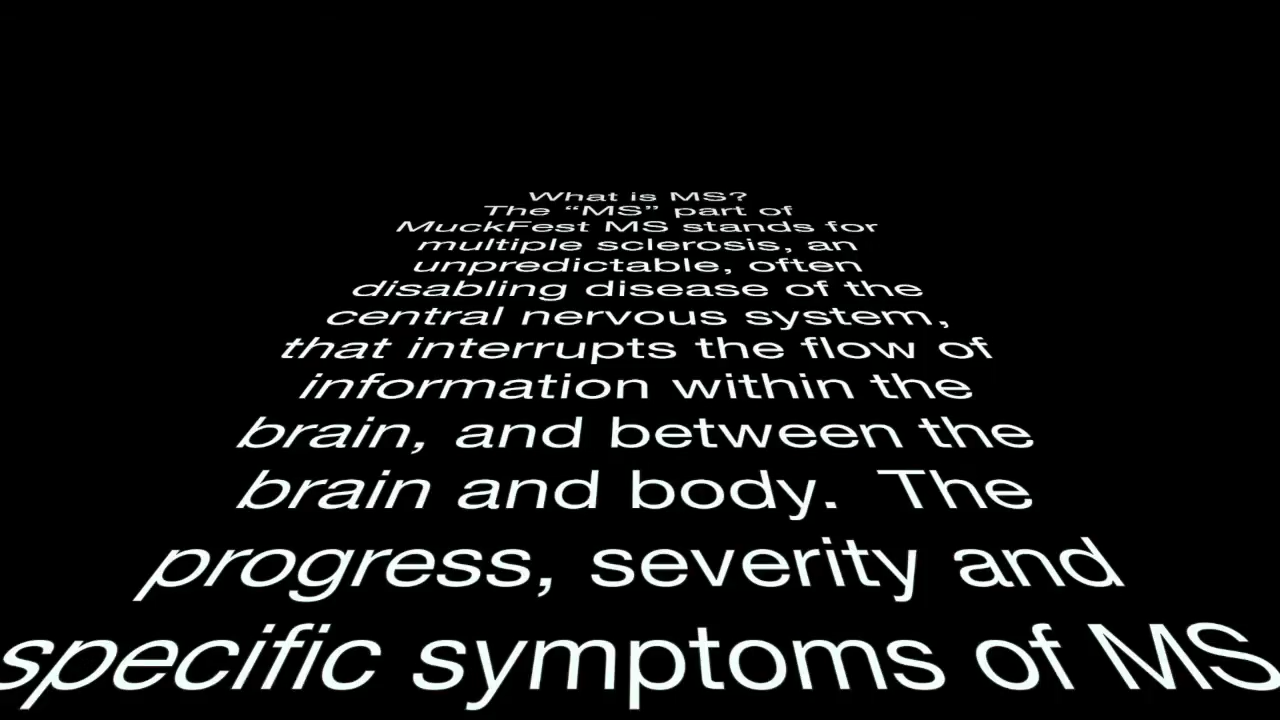 What is MS?
The “MS” part of
MuckFest MS stands for
multiple sclerosis, an
unpredictable, often
disabling disease of the
central nervous system,
that interrupts the flow of
information within the
brain, and between the
brain and body.  The
progress, severity and
specific symptoms of MS